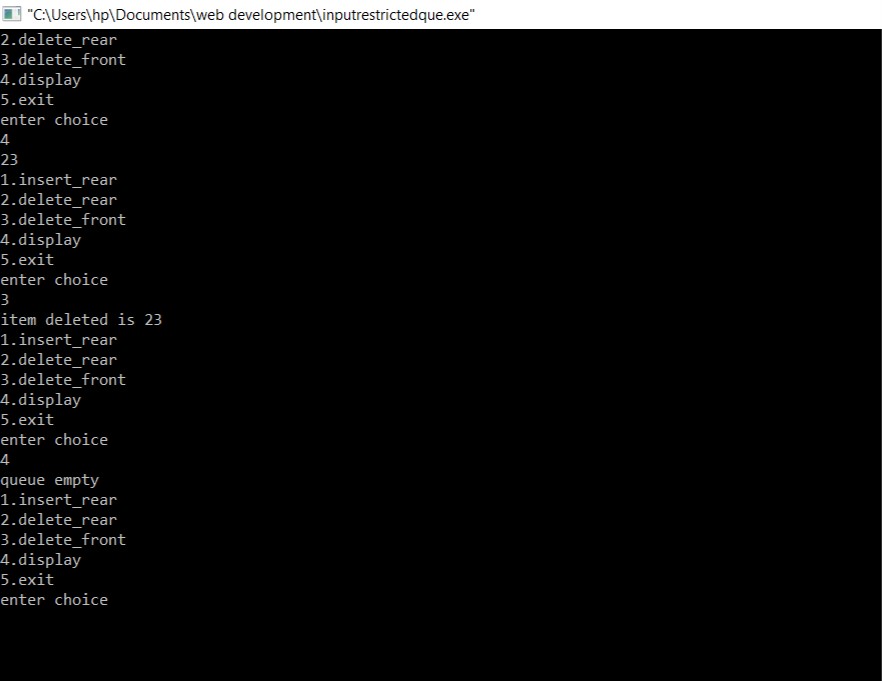 "C:\Users\hp\Documents\web development\inputrestrictedque.exe"
2.delete_rear
3.delete_front
4.display
5.exit
enter choice
4
23
1.insert_rear
2.delete_rear
3.delete_front
4.display
5.exit
enter choice
3
item deleted is 23
1.insert_rear
2.delete_rear
3.delete_front
4.display
5.exit
enter choice
4
queue empty
1.insert_rear
2.delete_rear
3.delete_front
4.display
5.exit
enter choice